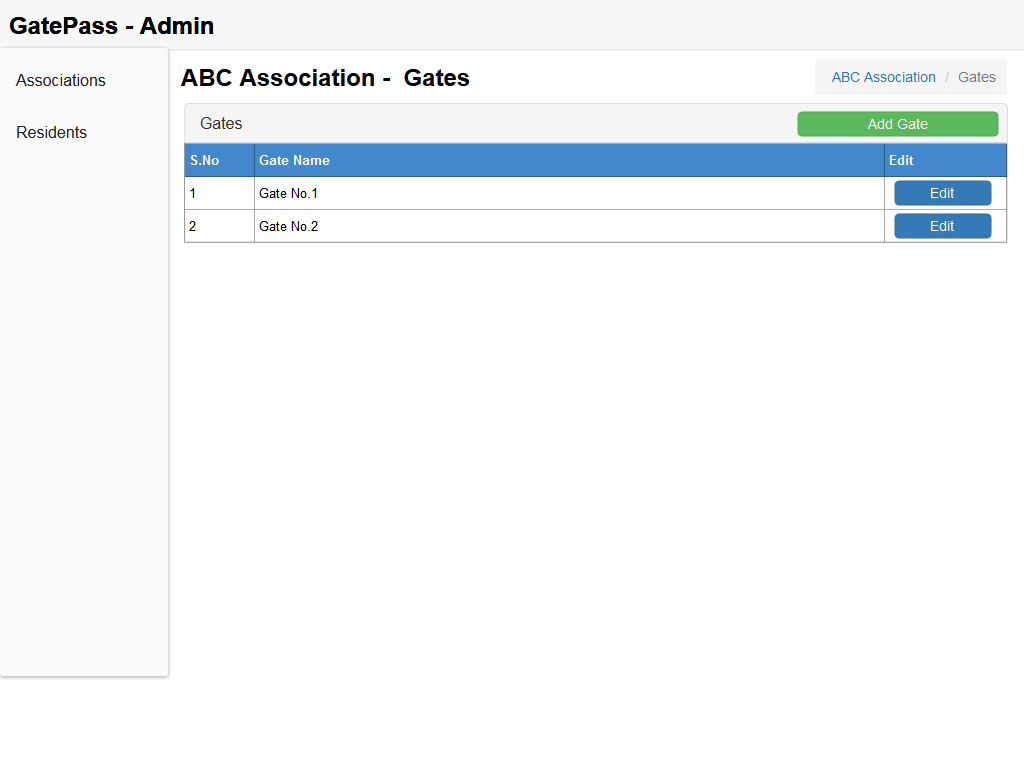 GatePass - Admin
Associations
Residents
ABC Association -  Gates
ABC Association / Gates
Gates
Add Gate
S.No Gate Name Edit
1 Gate No.1 Edit
2 Gate No.2 Edit